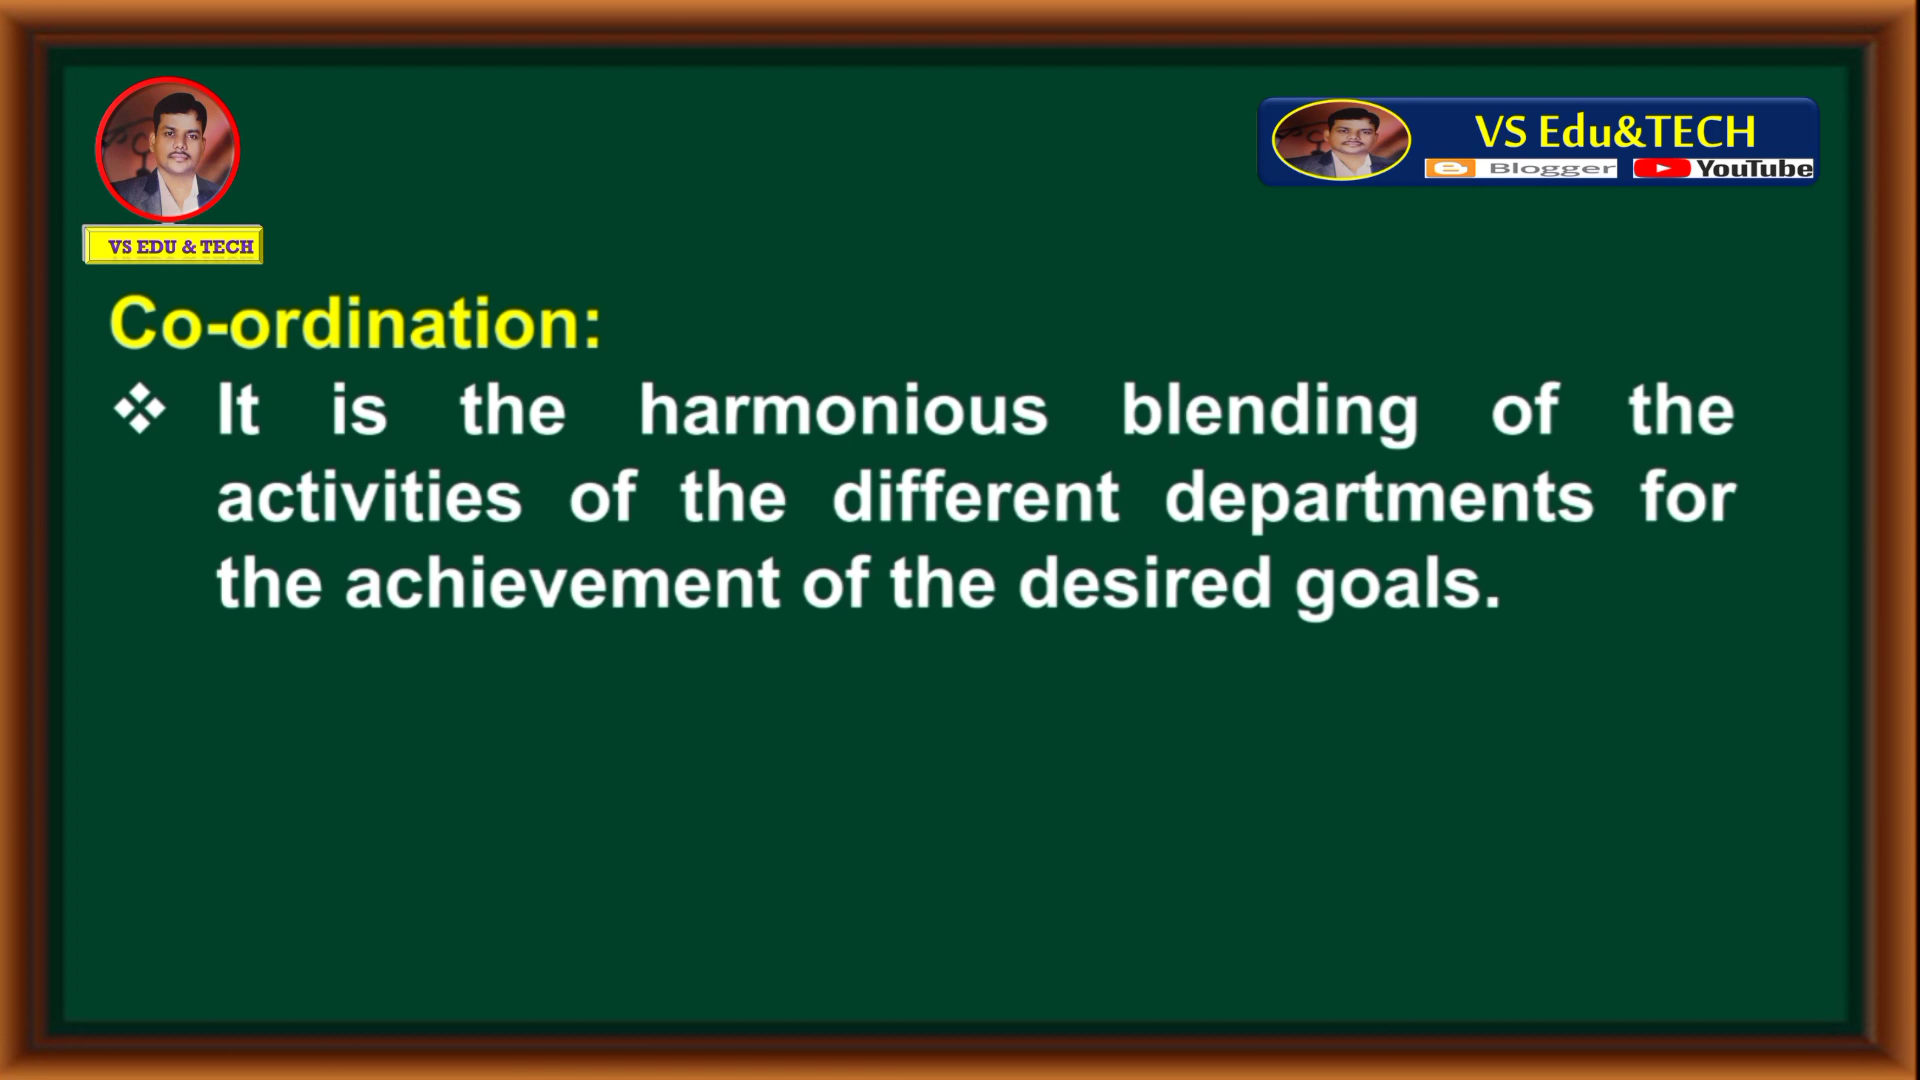 VS Edu&TECH
Blogger YouTube
VS EDU & TECH
Co-ordination:
❖ It is the harmonious blending of the
activities of the different departments for
the achievement of the desired goals.